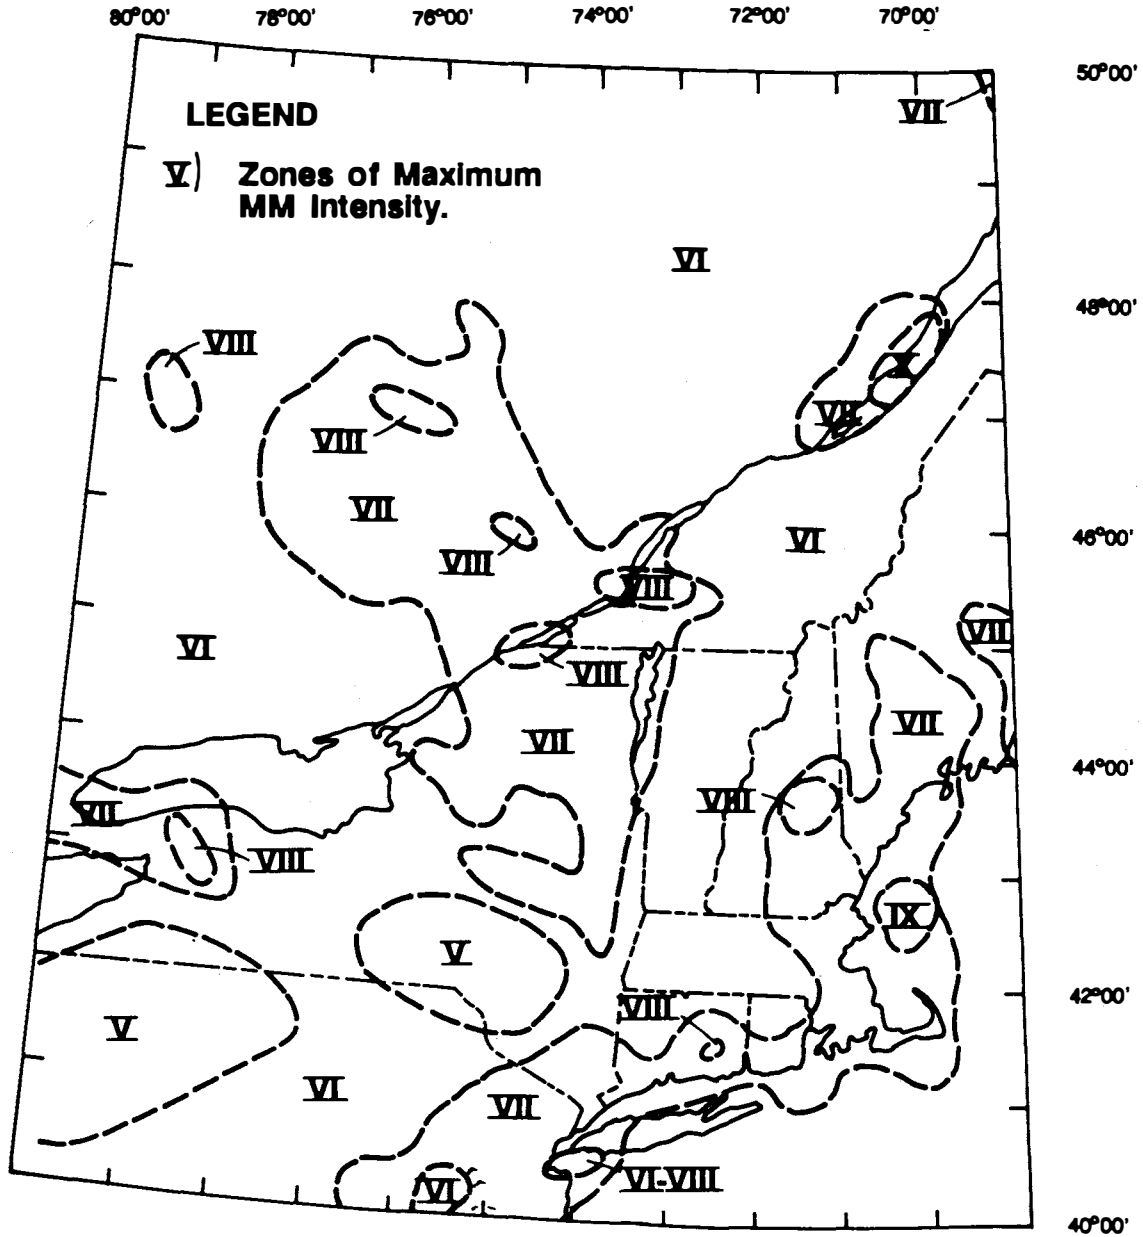 80°00' 78°00' 76°00' 74°00' 72°00' 70°00'
50°00'
VII
LEGEND
V) Zones of Maximum
MM Intensity.
VI
48°00'
VIII
X
VII
VIII
VII
46°00'
VI
VIII
VIII
VII
VI
VIII
VII
VII
44°00'
VIII
VII
VIII
IX
V
42°00'
VIII
V
VI
VII
VI-VIII
VI
40°00'